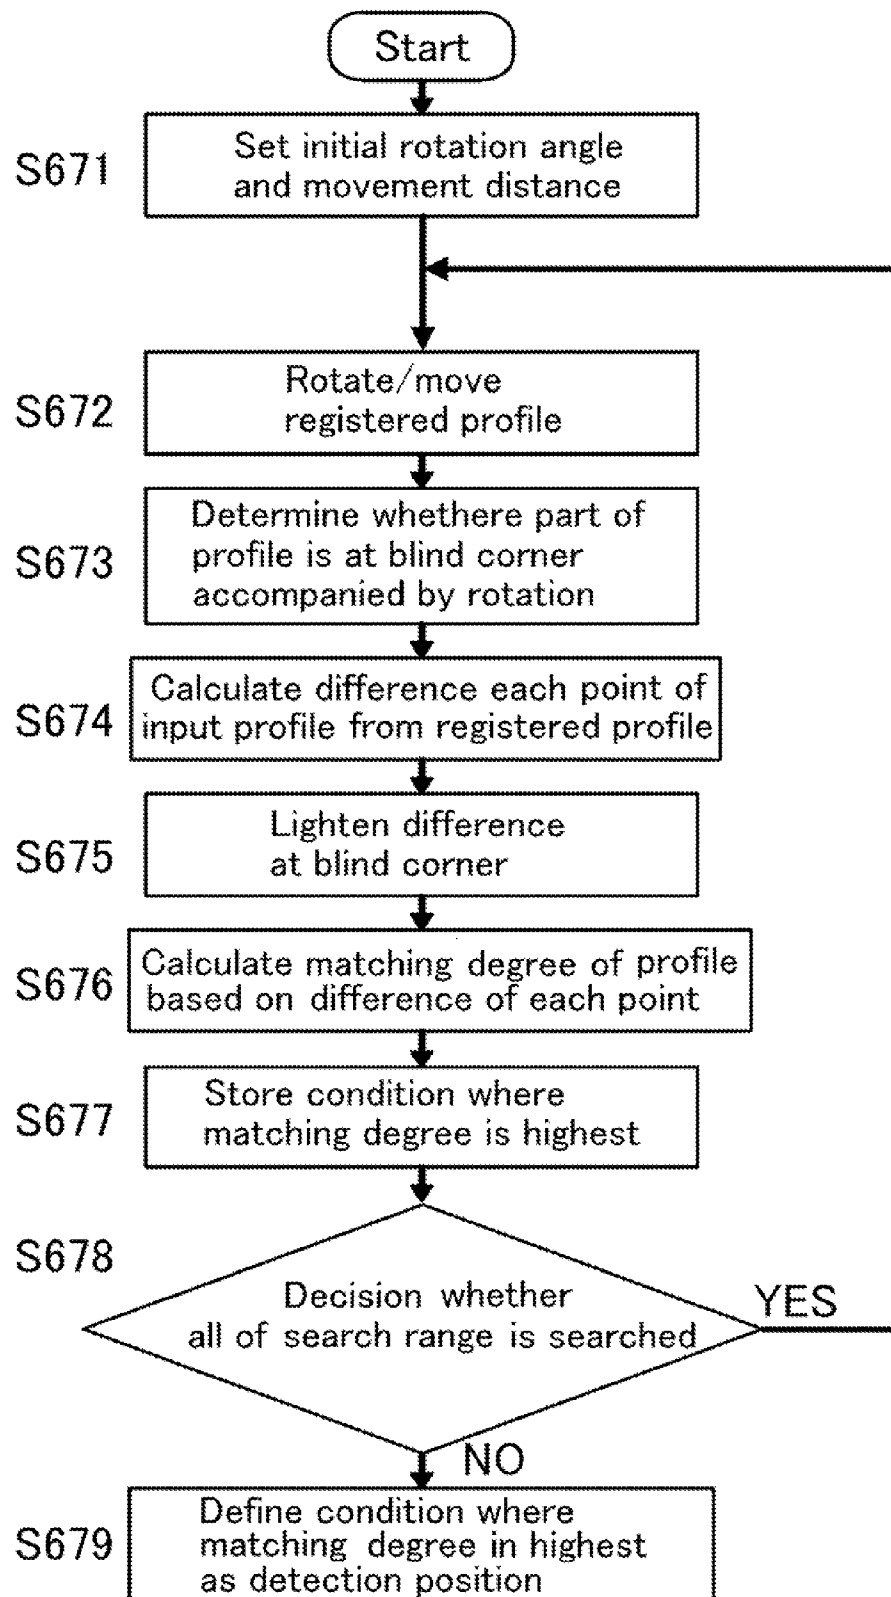 Start
S671
Set initial rotation angle
and movement distance
S672
Rotate/move
registered profile
S673
Determine whethere part of
profile is at blind corner
accompanied by rotation
S674
Calculate difference each point of
input profile from registered profile
S675
Lighten difference
at blind corner
S676
Calculate matching degree of profile
based on difference of each point
S677
Store condition where
matching degree is highest
S678
Decision whether
all of search range is searched
YES
NO
S679
Define condition where
matching degree in highest
as detection position